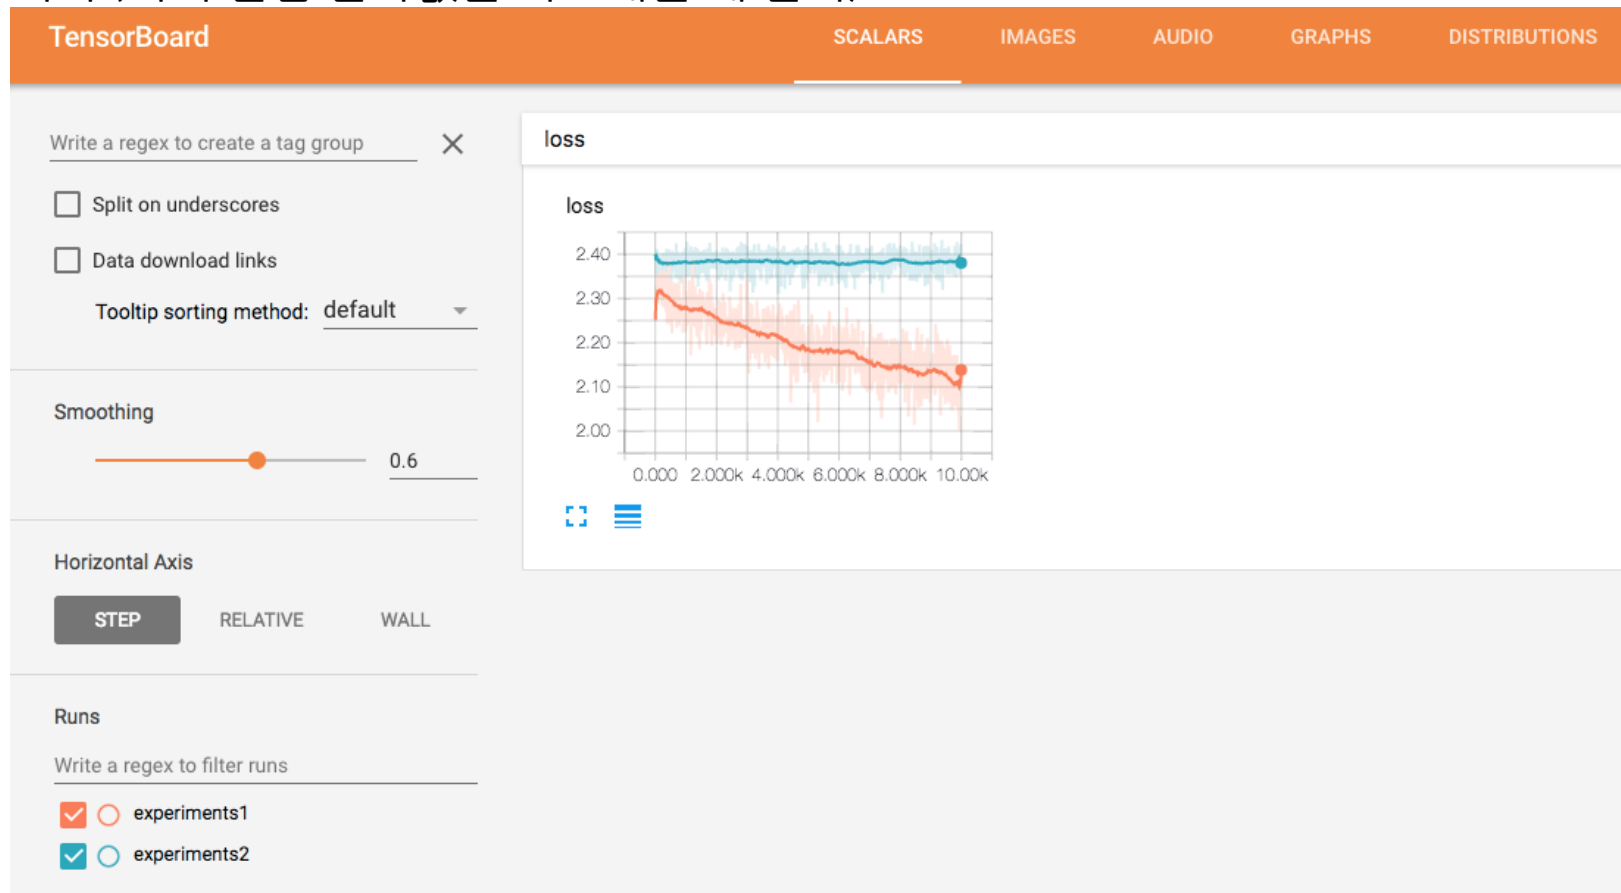 TensorBoard SCALARS IMAGES AUDIO GRAPHS DISTRIBUTIONS
Write a regex to create a tag group
Split on underscores
Data download links
Tooltip sorting method: default
Smoothing
0.6
Horizontal Axis
STEP RELATIVE WALL
Runs
Write a regex to filter runs
experiments1
experiments2
loss
loss
2.40
2.30
2.20
2.10
2.00
0.000 2.000k 4.000k 6.000k 8.000k 10.00k